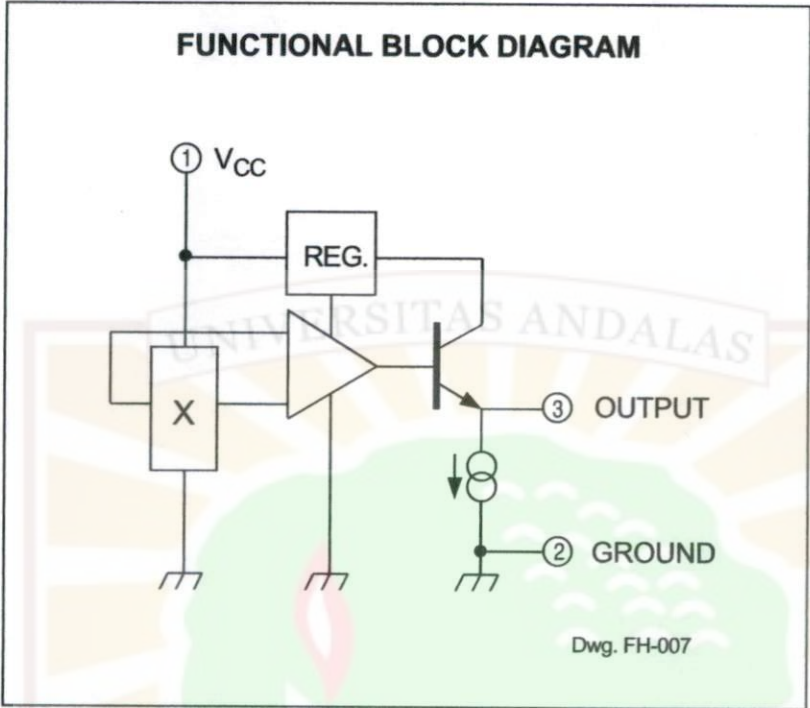 FUNCTIONAL BLOCK DIAGRAM
1 VCC
REG.
UNIVERSITAS ANDALAS
X
3 OUTPUT
2 GROUND
Dwg. FH-007